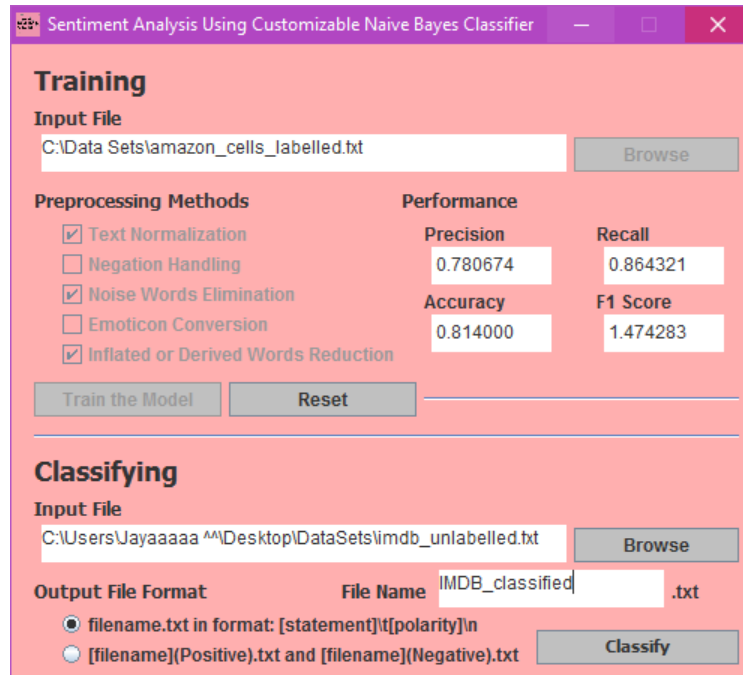 Sentiment Analysis Using Customizable Naive Bayes Classifier
Training
Input File
C:\Data Sets\amazon_cells_labelled.txt
Browse
Preprocessing Methods
Text Normalization
Negation Handling
Noise Words Elimination
Emoticon Conversion
Inflated or Derived Words Reduction
Performance
Precision
Recall
0.780674
0.864321
Accuracy
F1 Score
0.814000
1.474283
Train the Model
Reset
Classifying
Input File
C:\Users\Jayaaaaa ^^\Desktop\DataSets\imdb_unlabelled.txt
Browse
Output File Format
File Name
IMDB_classified
.txt
filename.txt in format: [statement]\t[polarity]\n
[filename](Positive).txt and [filename](Negative).txt
Classify